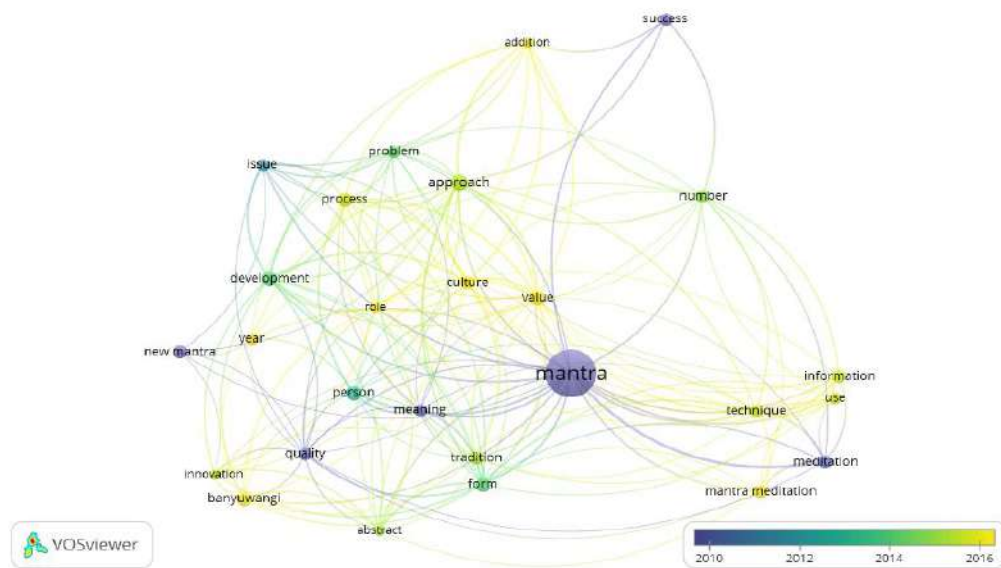 success
addition
problem
issue
approach
process
number
development
culture
value
role
year
new mantra
mantra
information
person
use
meaning
technique
quality
tradition
meditation
innovation
form
mantra meditation
banyuwangi
abstract
VOSviewer
2010 2012 2014 2016